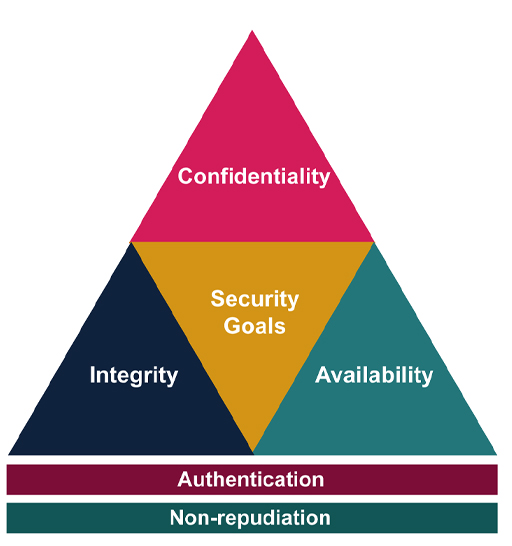 Confidentiality
Security
Goals
Integrity
Availability
Authentication
Non-repudiation